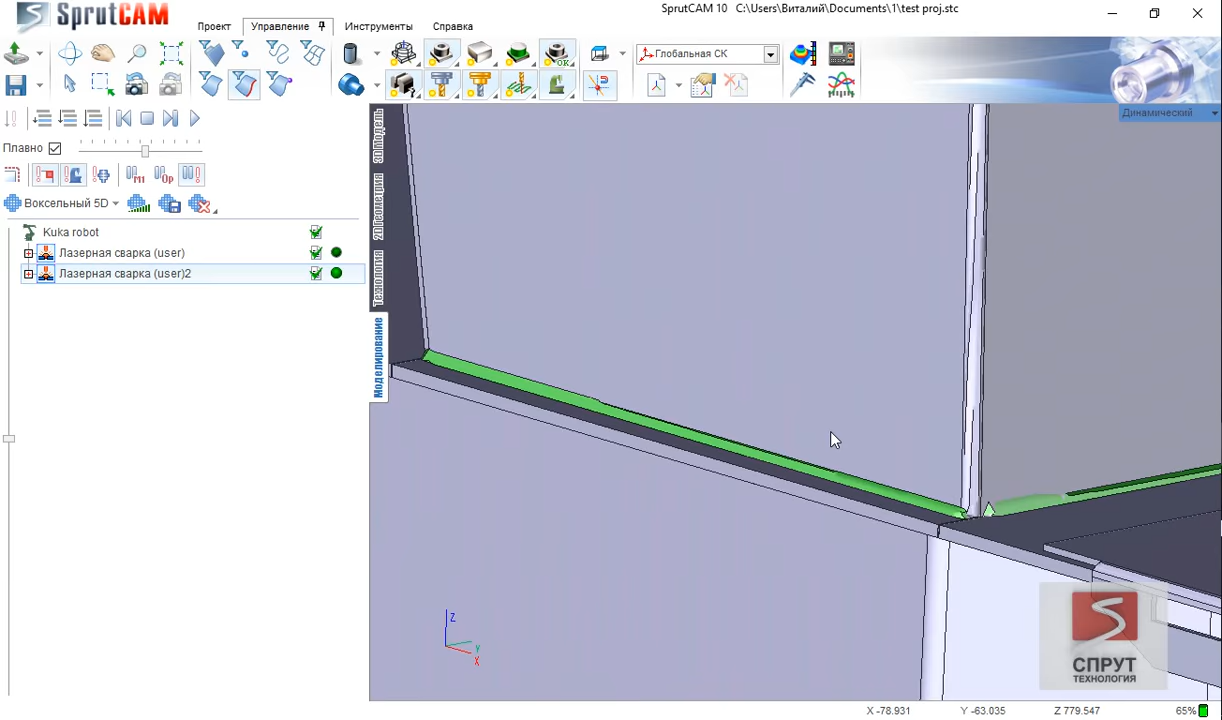 SprutCAM
SprutCAM 10 C:\Users\Виталий\Documents\1\test proj.stc
Проект
Управление
Инструменты
Справка
OK
Глобальная СК
Плавно
Воксельный 5D
Kuka robot
Лазерная сварка (user)
Лазерная сварка (user)2
3D Модель
2D Геометрия
Технология
Моделирование
Динамический
Z
Y
X
СПРУТ
ТЕХНОЛОГИЯ
X -78.931
Y -63.035
Z 779.547
65%